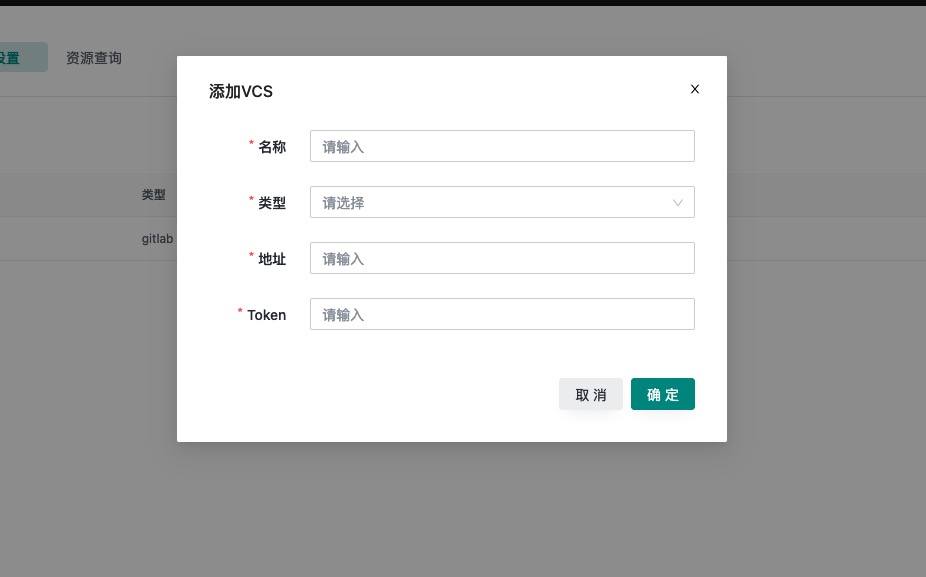 设置 资源查询
添加VCS
* 名称 请输入
类型
* 类型 请选择
gitlab
* 地址 请输入
* Token 请输入
取 消 确 定